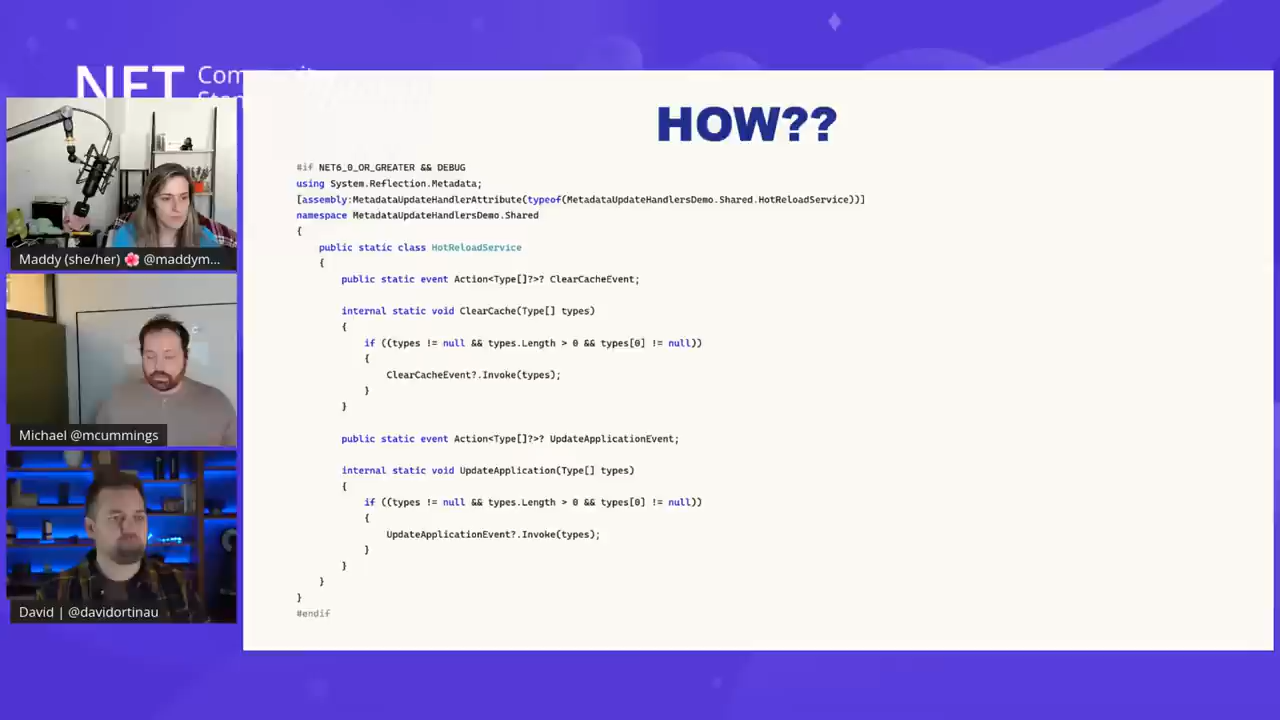 .NET Community
Maddy (she/her) 🌸 @maddym...
Michael @mcummings
David | @davidortinau
HOW??
#if NET6_0_OR_GREATER && DEBUG
using System.Reflection.Metadata;
[assembly:MetadataUpdateHandlerAttribute(typeof(MetadataUpdateHandlersDemo.Shared.HotReloadService))]
namespace MetadataUpdateHandlersDemo.Shared
{
    public static class HotReloadService
    {
        public static event Action<Type[]?>? ClearCacheEvent;
        internal static void ClearCache(Type[] types)
        {
            if ((types != null && types.Length > 0 && types[0] != null))
            {
                ClearCacheEvent?.Invoke(types);
            }
        }
        public static event Action<Type[]?>? UpdateApplicationEvent;
        internal static void UpdateApplication(Type[] types)
        {
            if ((types != null && types.Length > 0 && types[0] != null))
            {
                UpdateApplicationEvent?.Invoke(types);
            }
        }
    }
}
#endif